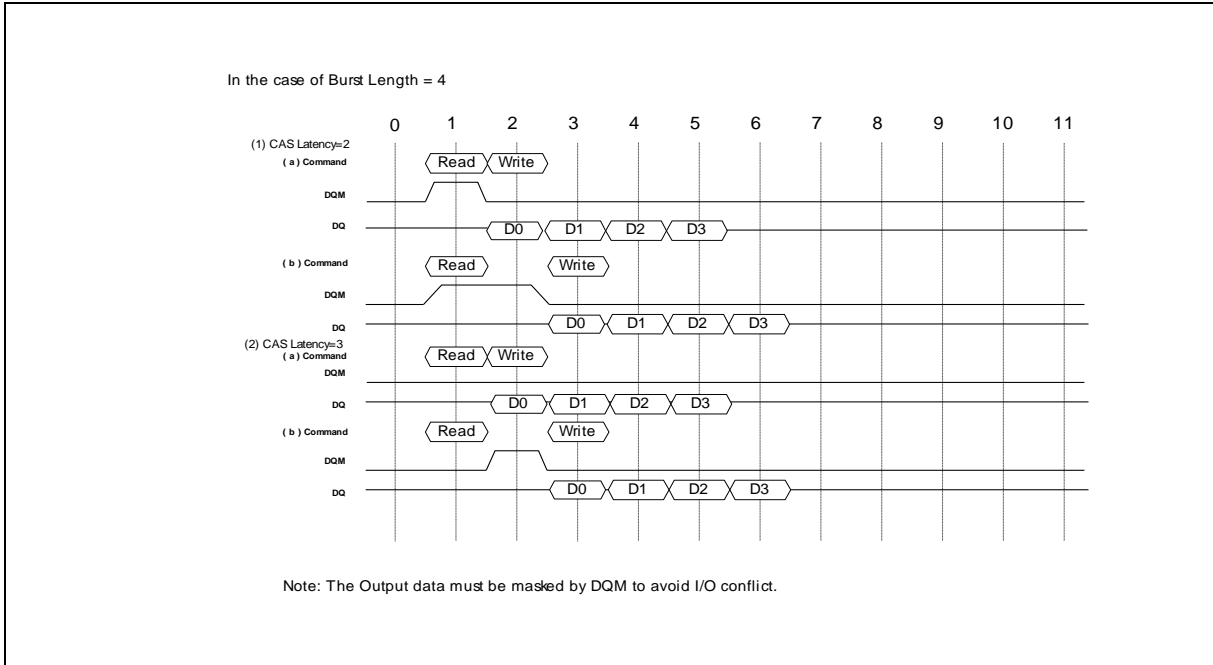 In the case of Burst Length = 4
0 1 2 3 4 5 6 7 8 9 10 11
(1) CAS Latency=2
( a ) Command Read Write
DQM
DQ D0 D1 D2 D3
( b ) Command Read Write
DQM
DQ D0 D1 D2 D3
(2) CAS Latency=3
( a ) Command Read Write
DQM
DQ D0 D1 D2 D3
( b ) Command Read Write
DQM
DQ D0 D1 D2 D3
Note: The Output data must be masked by DQM to avoid I/O conflict.